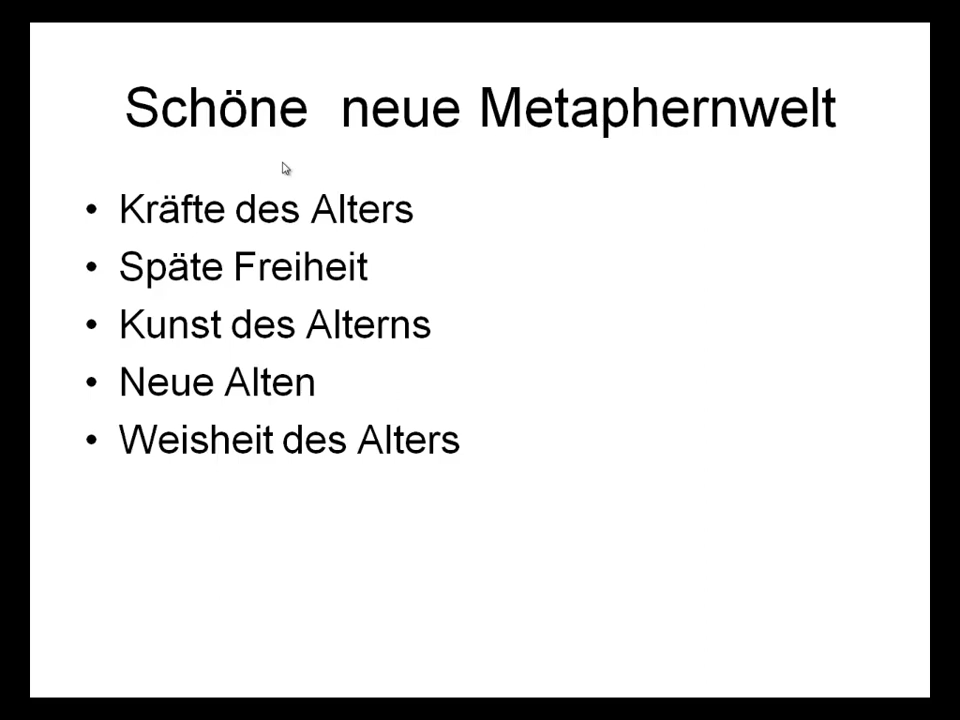 Schöne neue Metaphernwelt
• Kräfte des Alters
• Späte Freiheit
• Kunst des Alterns
• Neue Alten
• Weisheit des Alters